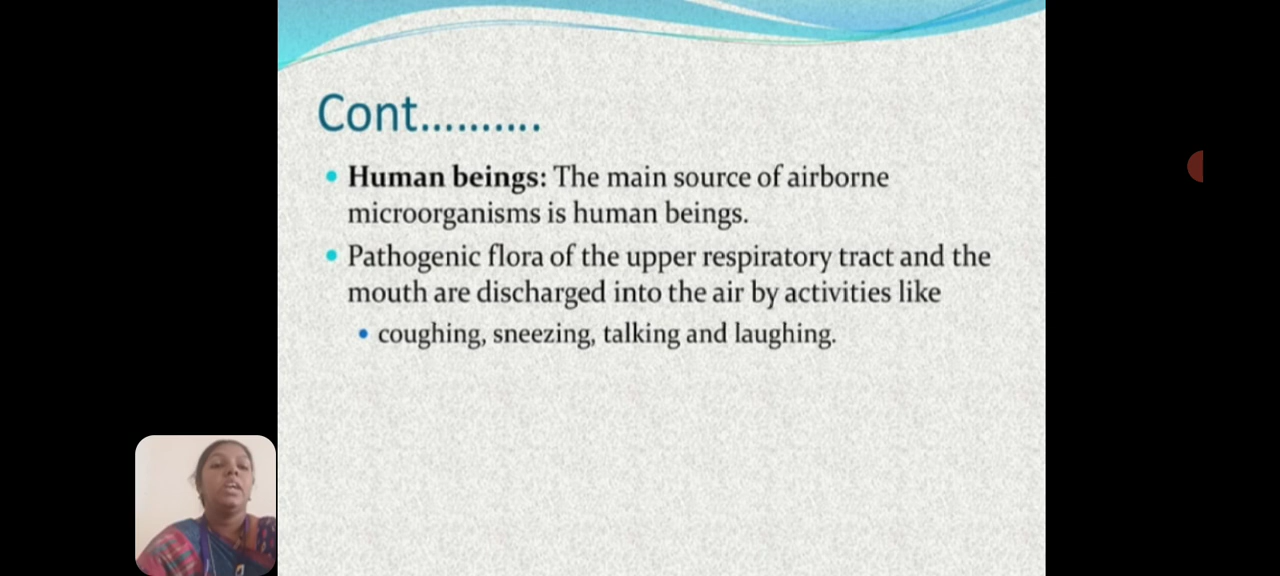 Cont..........
Human beings: The main source of airborne
microorganisms is human beings.
Pathogenic flora of the upper respiratory tract and the
mouth are discharged into the air by activities like
coughing, sneezing, talking and laughing.